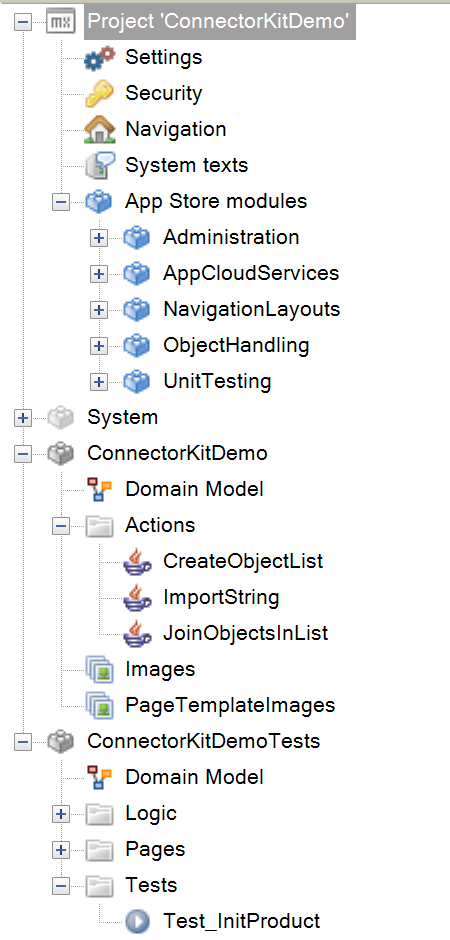 mx Project 'ConnectorKitDemo'
Settings
Security
Navigation
System texts
App Store modules
Administration
AppCloudServices
NavigationLayouts
ObjectHandling
UnitTesting
System
ConnectorKitDemo
Domain Model
Actions
CreateObjectList
ImportString
JoinObjectsInList
Images
PageTemplateImages
ConnectorKitDemoTests
Domain Model
Logic
Pages
Tests
Test_InitProduct